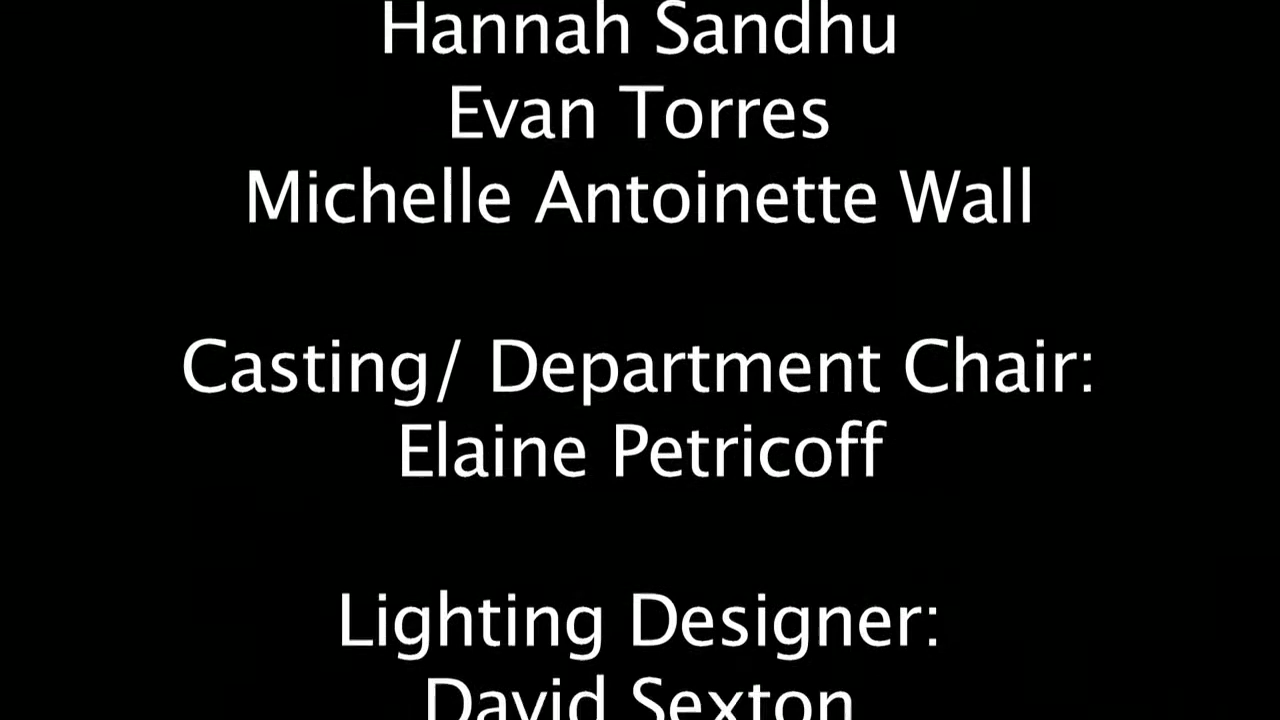 Hannah Sandhu
Evan Torres
Michelle Antoinette Wall
Casting/ Department Chair:
Elaine Petricoff
Lighting Designer:
David Sexton